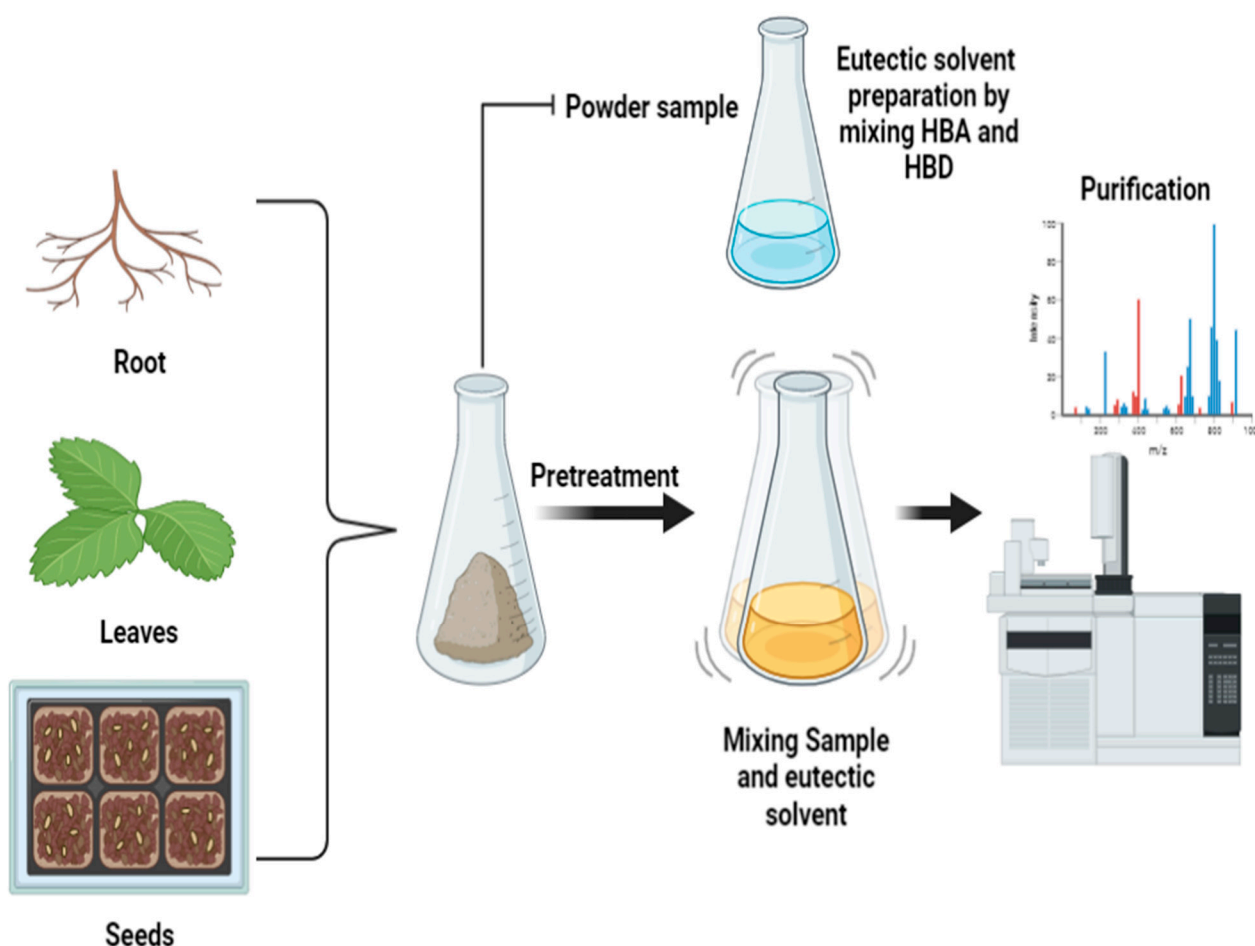 Eutectic solvent
preparation by
mixing HBA and
HBD
Powder sample
Purification
Root
Pretreatment
m/z
Leaves
Mixing Sample
and eutectic
solvent
Seeds